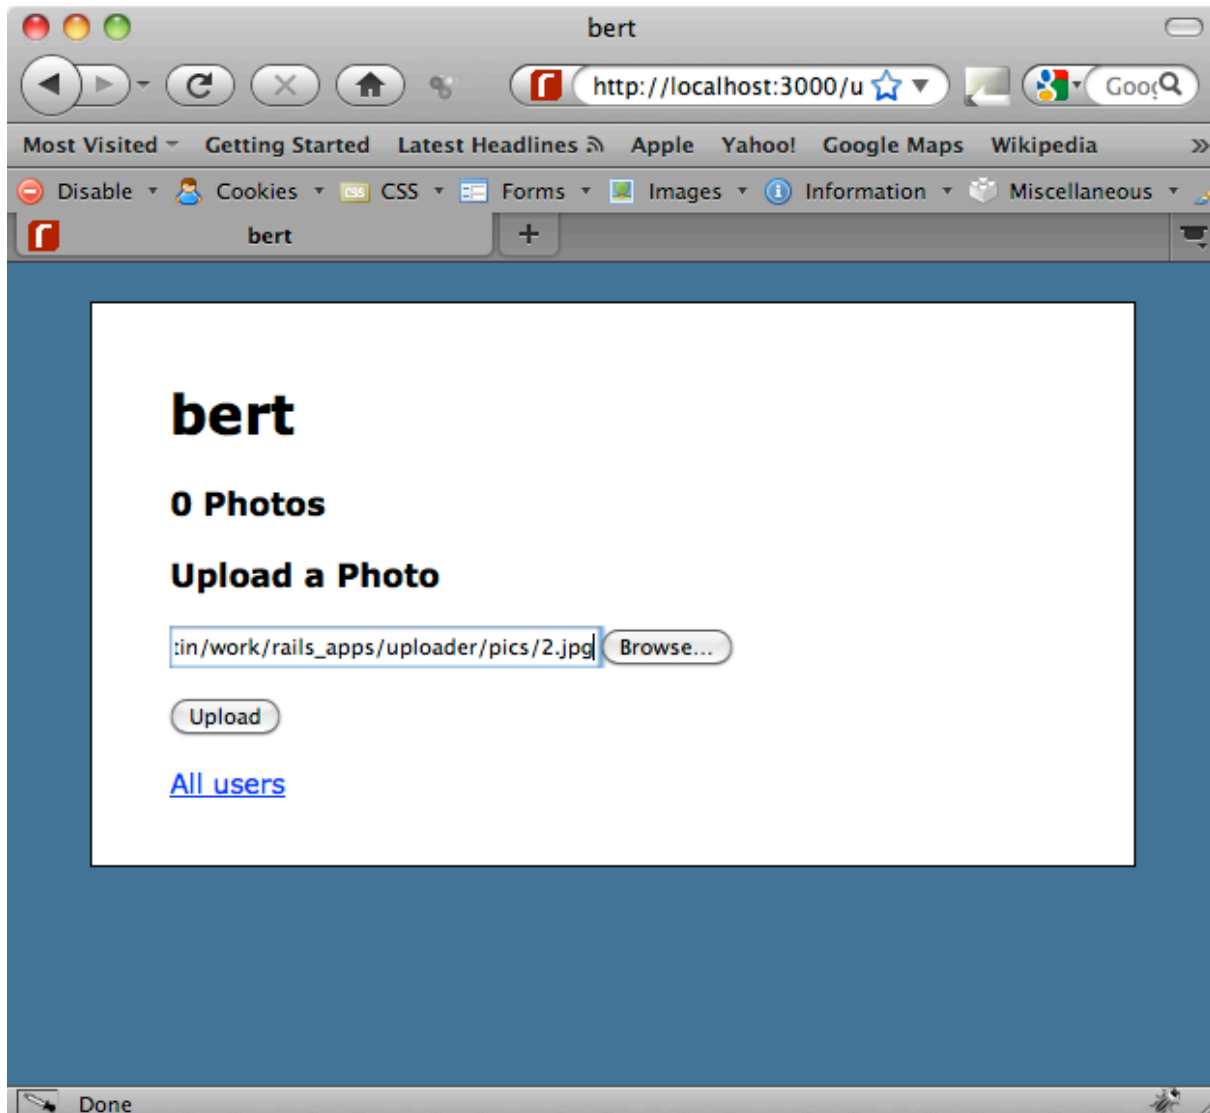 bert
http://localhost:3000/u
Most Visited Getting Started Latest Headlines Apple Yahoo! Google Maps Wikipedia »
Disable Cookies CSS CSS Forms Images Information Miscellaneous
bert +
bert
0 Photos
Upload a Photo
tin/work/rails_apps/uploader/pics/2.jpg Browse...
Upload
All users
Done